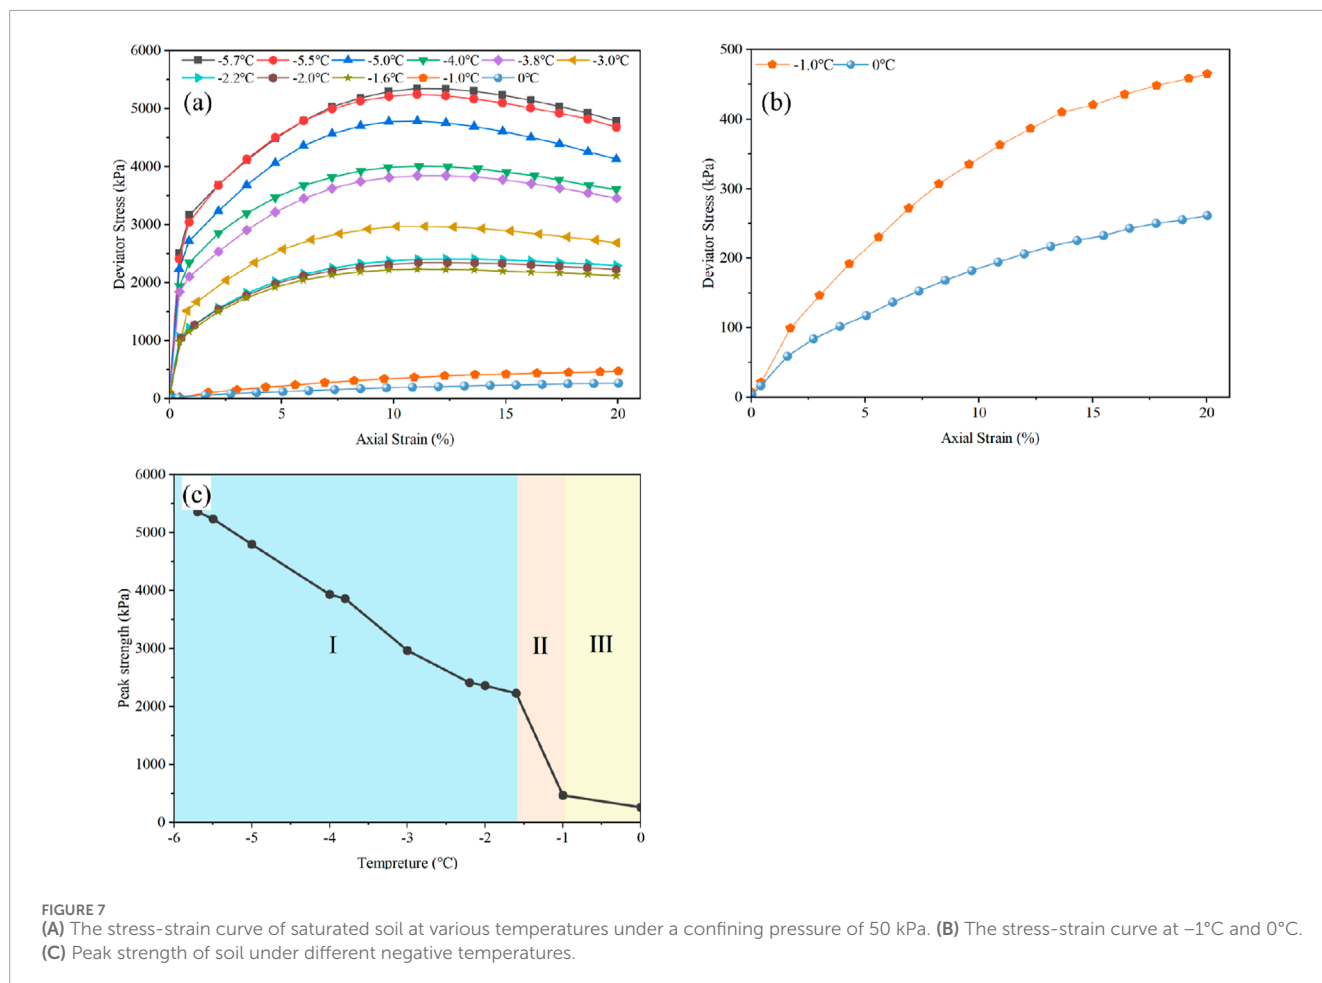 6000
5000
4000
3000
2000
1000
0
0
5
10
15
20
Deviator Stress (kPa)
Axial Strain (%)
-5.7℃ -5.5℃ -5.0℃ -4.0℃ -3.8℃ -3.0℃
-2.2℃ -2.0℃ -1.6℃ -1.0℃ 0℃
(a)
500
400
300
200
100
0
0
5
10
15
20
Deviator Stress (kPa)
Axial Strain (%)
-1.0℃ 0℃
(b)
6000
5000
4000
3000
2000
1000
0
-6
-5
-4
-3
-2
-1
0
Peak strength (kPa)
Tempreture (℃)
(c)
I
II
III
FIGURE 7
(A) The stress-strain curve of saturated soil at various temperatures under a confining pressure of 50 kPa. (B) The stress-strain curve at −1°C and 0°C.
(C) Peak strength of soil under different negative temperatures.